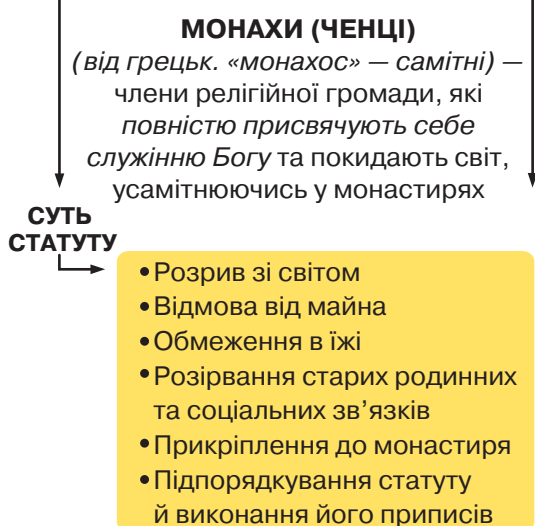 МОНАХИ (ЧЕНЦІ)
(від грецьк. «монахос» — самітні) —
члени релігійної громади, які
повністю присвячують себе
служінню Богу та покидають світ,
усамітнюючись у монастирях
СУТЬ
СТАТУТУ
• Розрив зі світом
• Відмова від майна
• Обмеження в їжі
• Розірвання старих родинних
та соціальних зв’язків
• Прикріплення до монастиря
• Підпорядкування статуту
й виконання його приписів